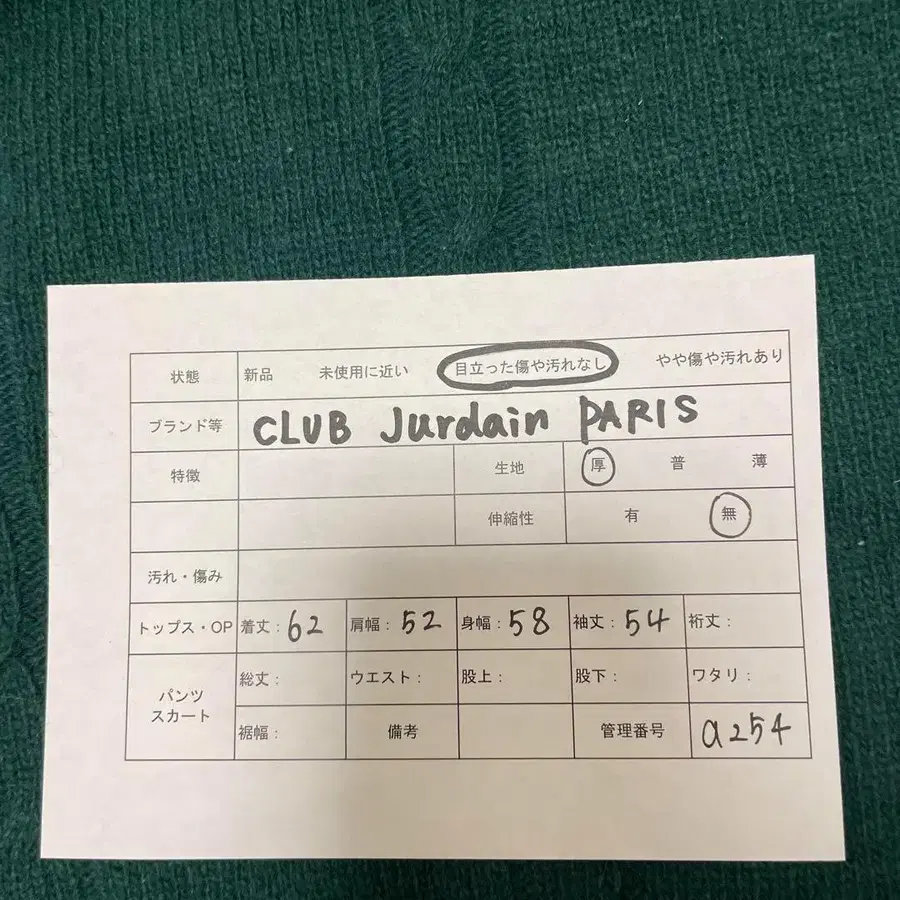 状態 新品 未使用に近い 目立った傷や汚れなし やや傷や汚れあり
ブランド等 CLUB Jurdain PARIS
特徴 生地 厚 普 薄
伸縮性 有 無
汚れ・傷み
トップス・OP 着丈：62 肩幅：52 身幅：58 袖丈：54 裄丈：
パンツ スカート 総丈： ウエスト： 股上： 股下： ワタリ：
裾幅： 備考 管理番号 a254